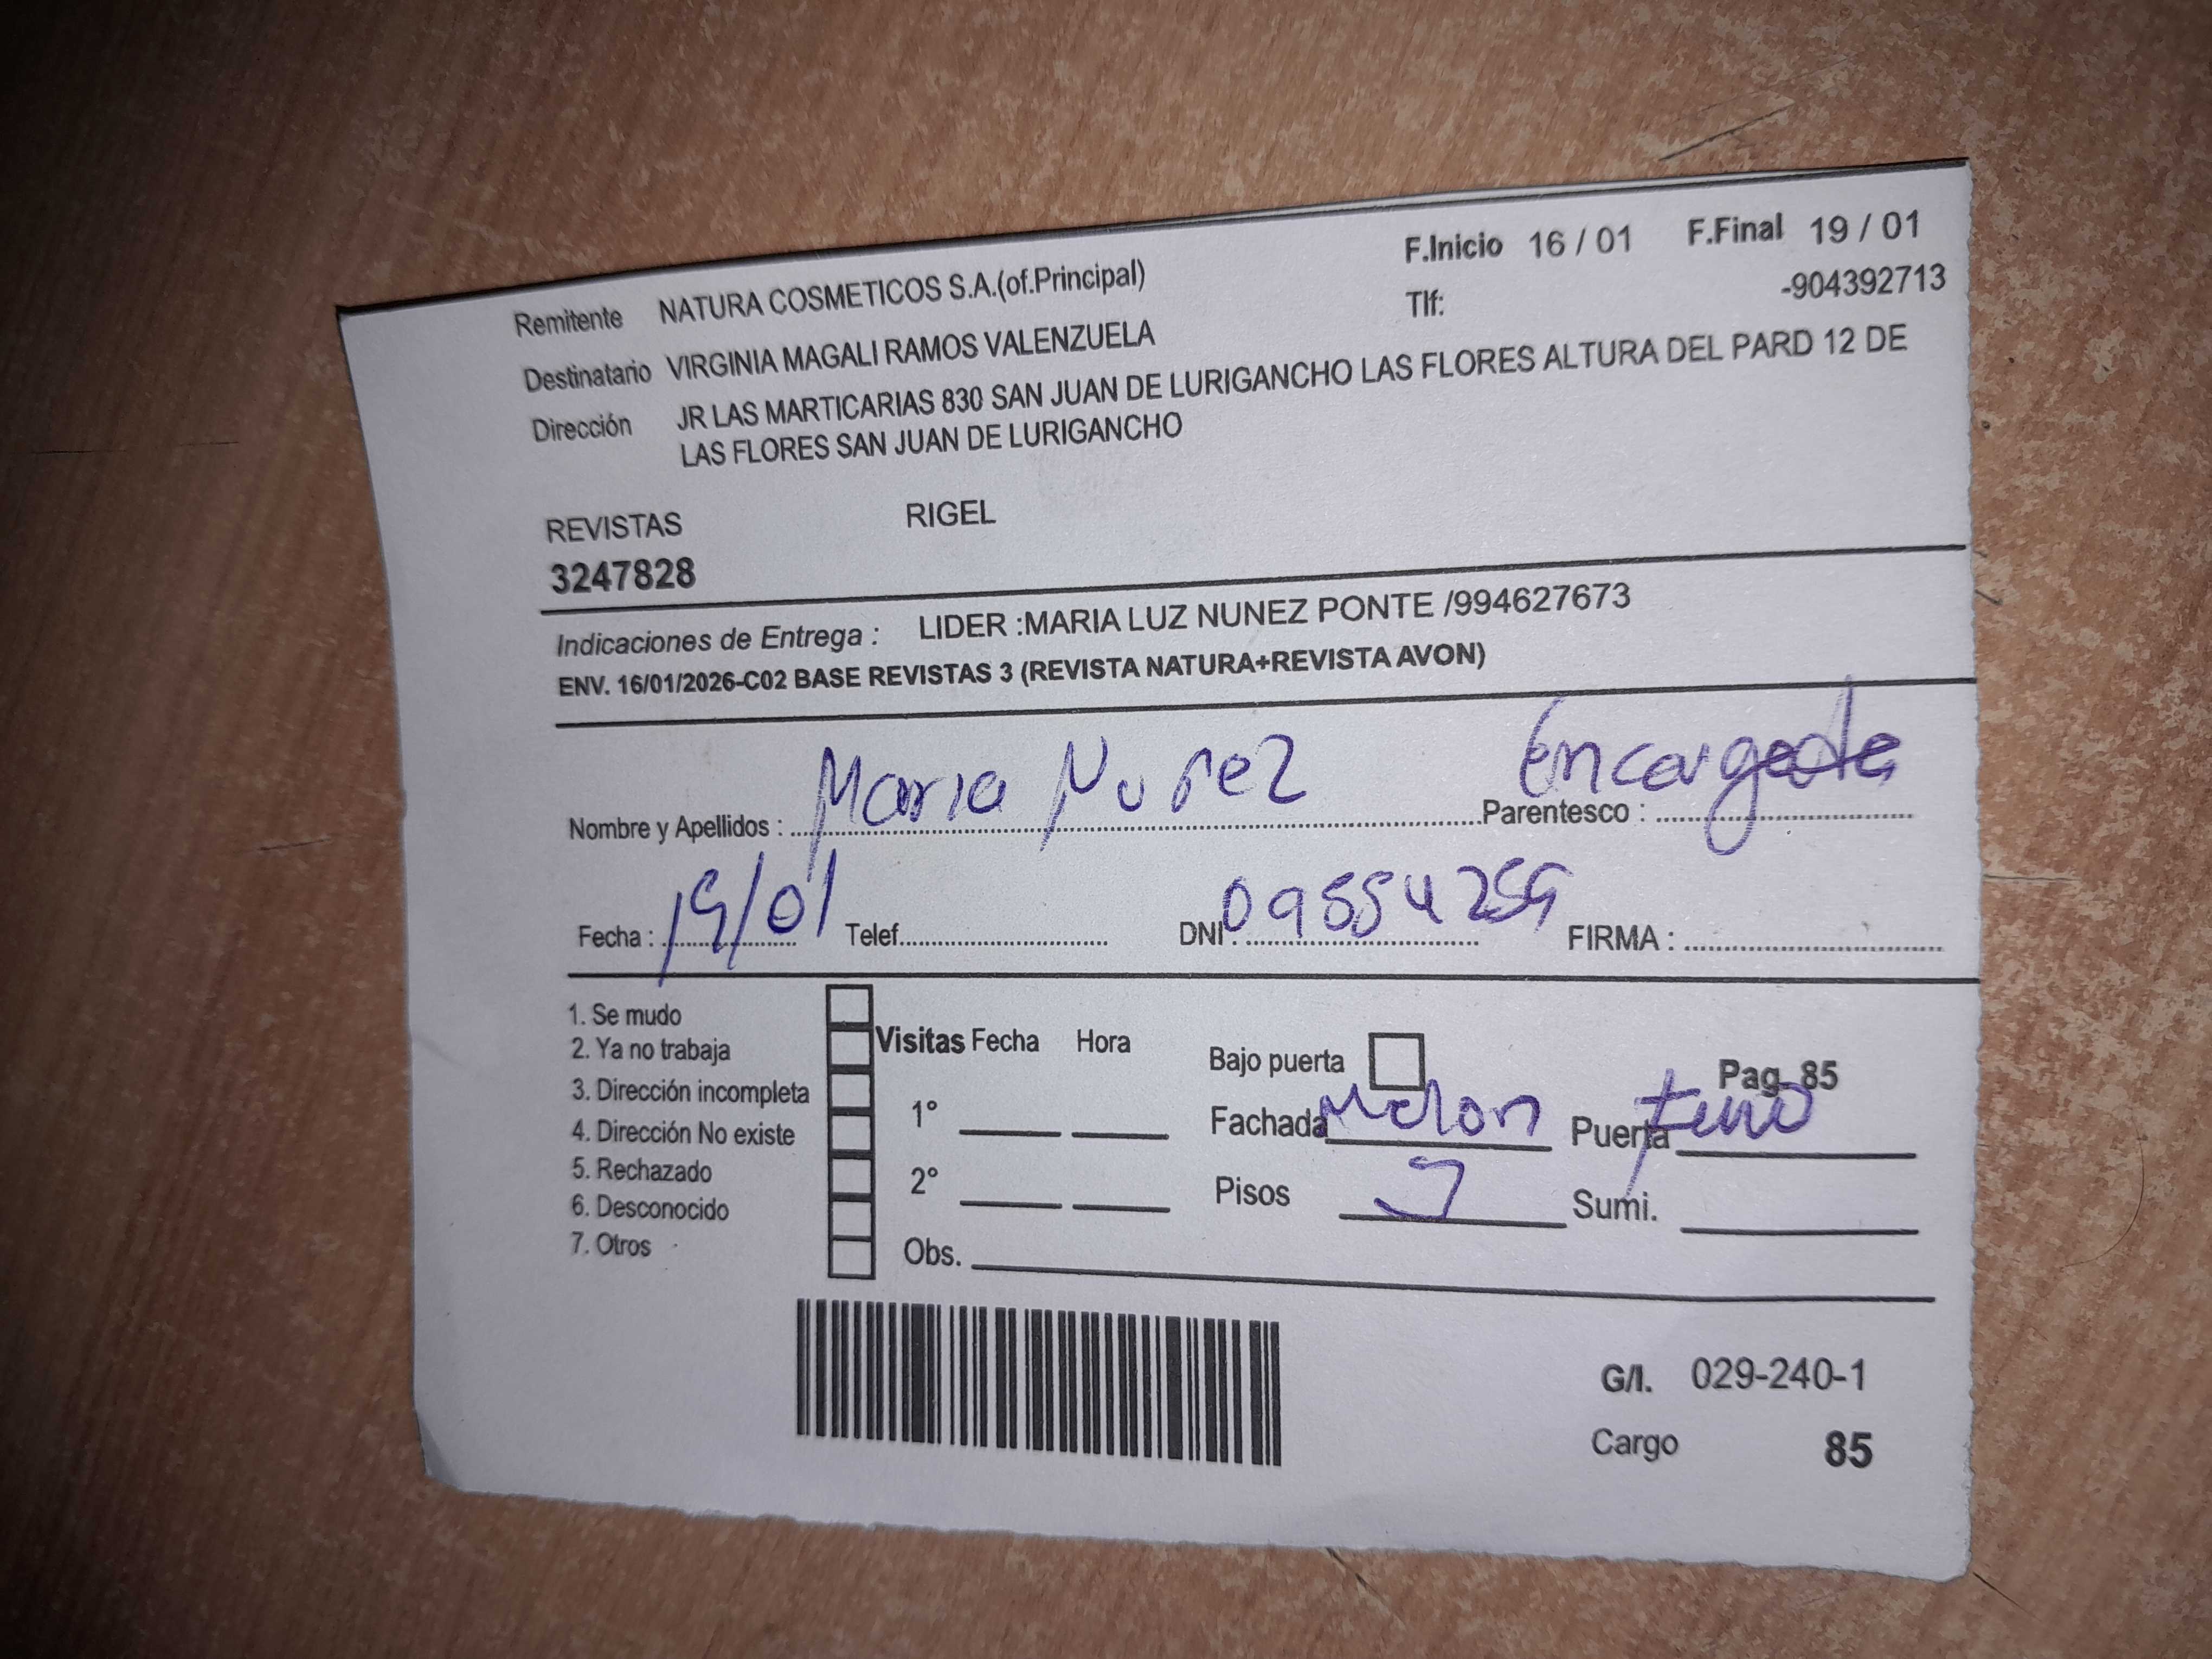 F.Inicio 16 / 01 F.Final 19 / 01
Remitente NATURA COSMETICOS S.A.(of.Principal) Tlf: -904392713
Destinatario VIRGINIA MAGALI RAMOS VALENZUELA
Dirección JR LAS MARTICARIAS 830 SAN JUAN DE LURIGANCHO LAS FLORES ALTURA DEL PARD 12 DE
LAS FLORES SAN JUAN DE LURIGANCHO
REVISTAS RIGEL
3247828
Indicaciones de Entrega : LIDER :MARIA LUZ NUNEZ PONTE /994627673
ENV. 16/01/2026-C02 BASE REVISTAS 3 (REVISTA NATURA+REVISTA AVON)
Nombre y Apellidos : Maria Nuñez Parentesco : Encargada
Fecha : 19/01 Telef. DNI : FIRMA :
1. Se mudo
2. Ya no trabaja
3. Dirección incompleta
4. Dirección No existe
5. Rechazado
6. Desconocido
7. Otros
Visitas Fecha Hora
1°
2°
Obs.
Bajo puerta Pag. 85
Fachada Melon Puerta
Pisos Sumi.
G/I. 029-240-1
Cargo 85